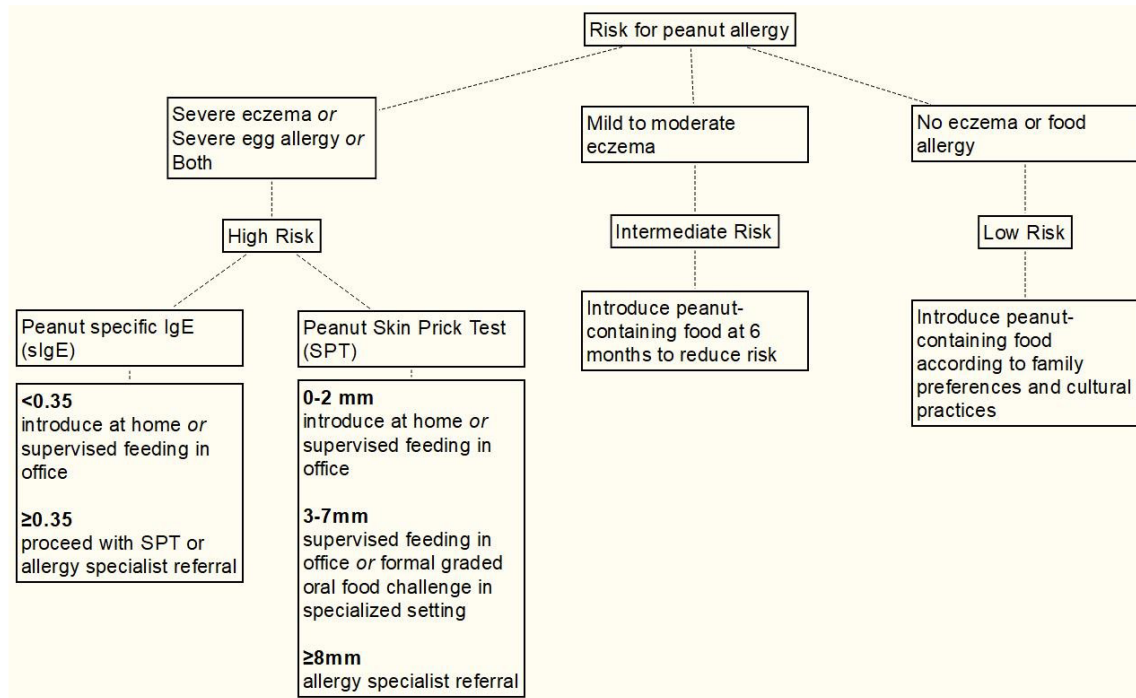 Risk for peanut allergy
Severe eczema or
Severe egg allergy or
Both
Mild to moderate
eczema
No eczema or food
allergy
High Risk
Intermediate Risk
Low Risk
Peanut specific IgE
(sIgE)
Peanut Skin Prick Test
(SPT)
Introduce peanut-
containing food at 6
months to reduce risk
Introduce peanut-
containing food
according to family
preferences and cultural
practices
<0.35
introduce at home or
supervised feeding in
office
≥0.35
proceed with SPT or
allergy specialist referral
0-2 mm
introduce at home or
supervised feeding in
office
3-7mm
supervised feeding in
office or formal graded
oral food challenge in
specialized setting
≥8mm
allergy specialist referral